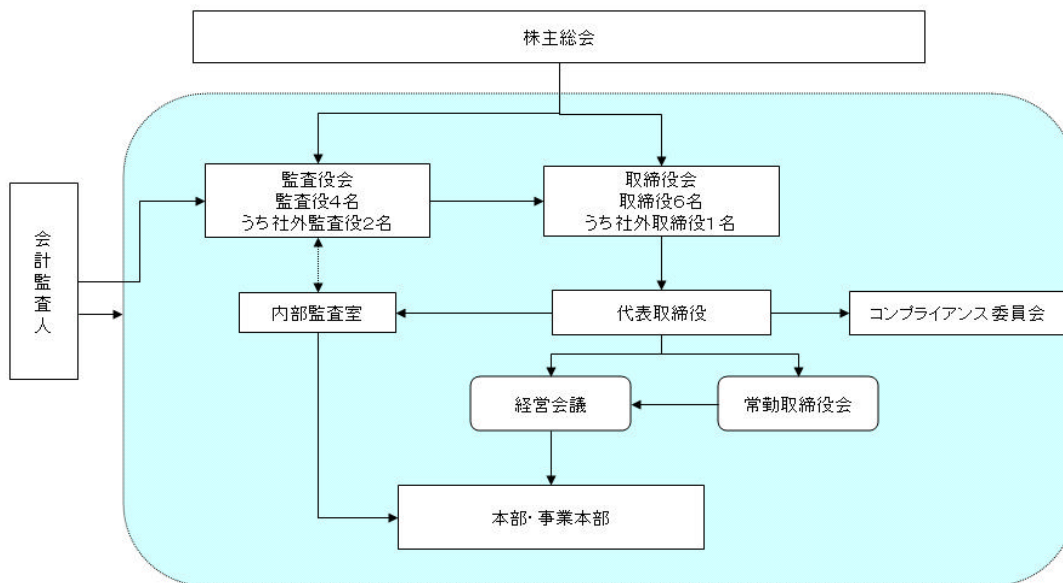 株主総会
監査役会
監査役4名
うち社外監査役2名
取締役会
取締役6名
うち社外取締役1名
会計監査人
内部監査室
代表取締役
コンプライアンス委員会
経営会議
常勤取締役会
本部・事業本部